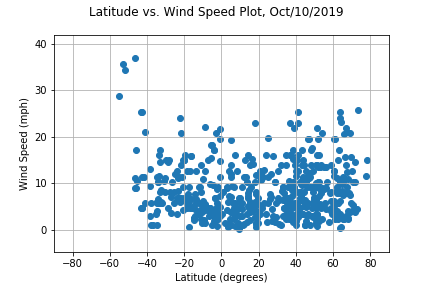 Latitude vs. Wind Speed Plot, Oct/10/2019
40
30
20
10
0
Wind Speed (mph)
−80 −60 −40 −20 0 20 40 60 80
Latitude (degrees)